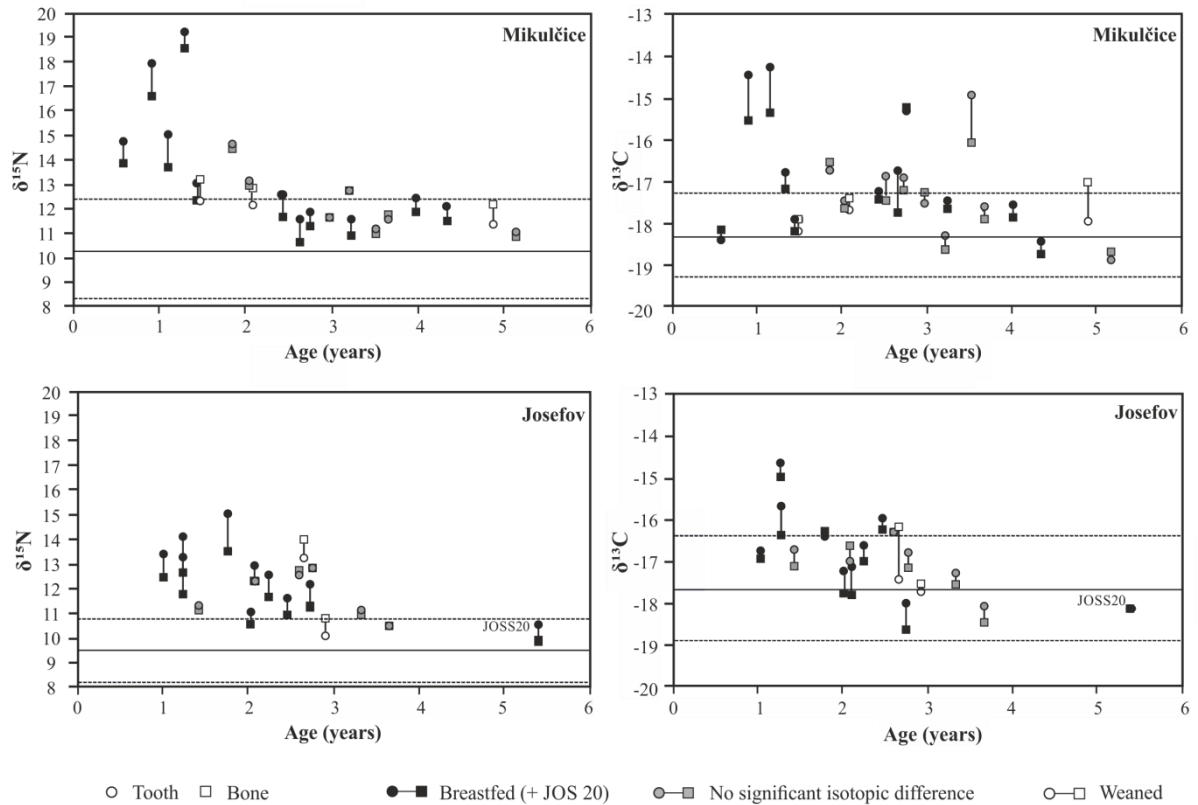 20
19
18
17
16
15
14
13
12
11
10
9
8
δ¹⁵N
Mikulčice
0 1 2 3 4 5 6
Age (years)
-13
-14
-15
-16
-17
-18
-19
-20
δ¹³C
Mikulčice
0 1 2 3 4 5 6
Age (years)
20
19
18
17
16
15
14
13
12
11
10
9
8
δ¹⁵N
Josefov
JOSS20
0 1 2 3 4 5 6
Age (years)
-13
-14
-15
-16
-17
-18
-19
-20
δ¹³C
Josefov
JOSS20
0 1 2 3 4 5 6
Age (years)
Tooth Bone Breastfed (+ JOS 20) No significant isotopic difference Weaned